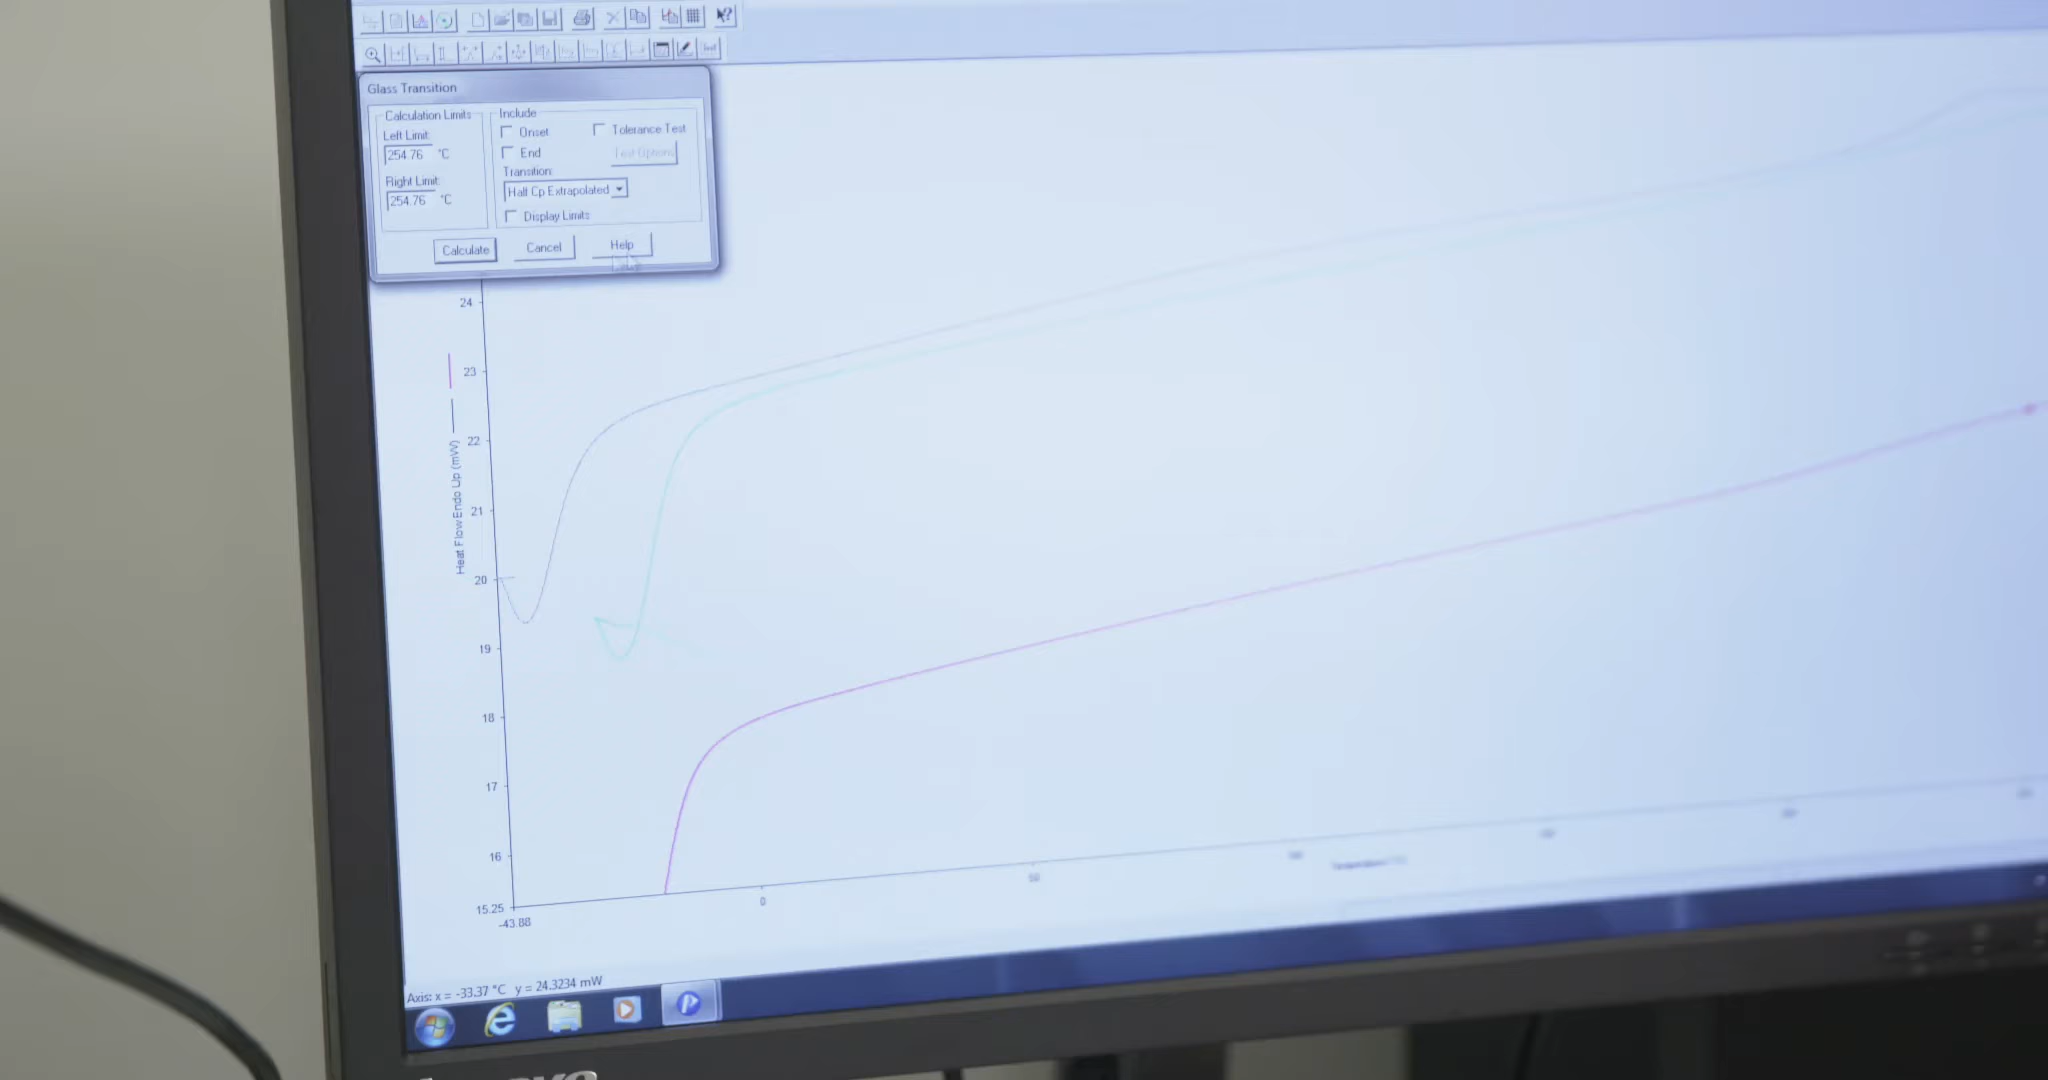 Glass Transition
Calculation Limits
Left Limit:
254.76 °C
Right Limit:
254.76 °C
Include
Onset
Tolerance Test
End
Test Options
Transition:
Half Cp Extrapolated
Display Limits
Calculate
Cancel
Help
24
23
22
21
20
19
18
17
16
15.25
Heat Flow Endo Up (mW)
-43.88
0
50
Axis: x = -33.37 °C y = 24.3234 mW